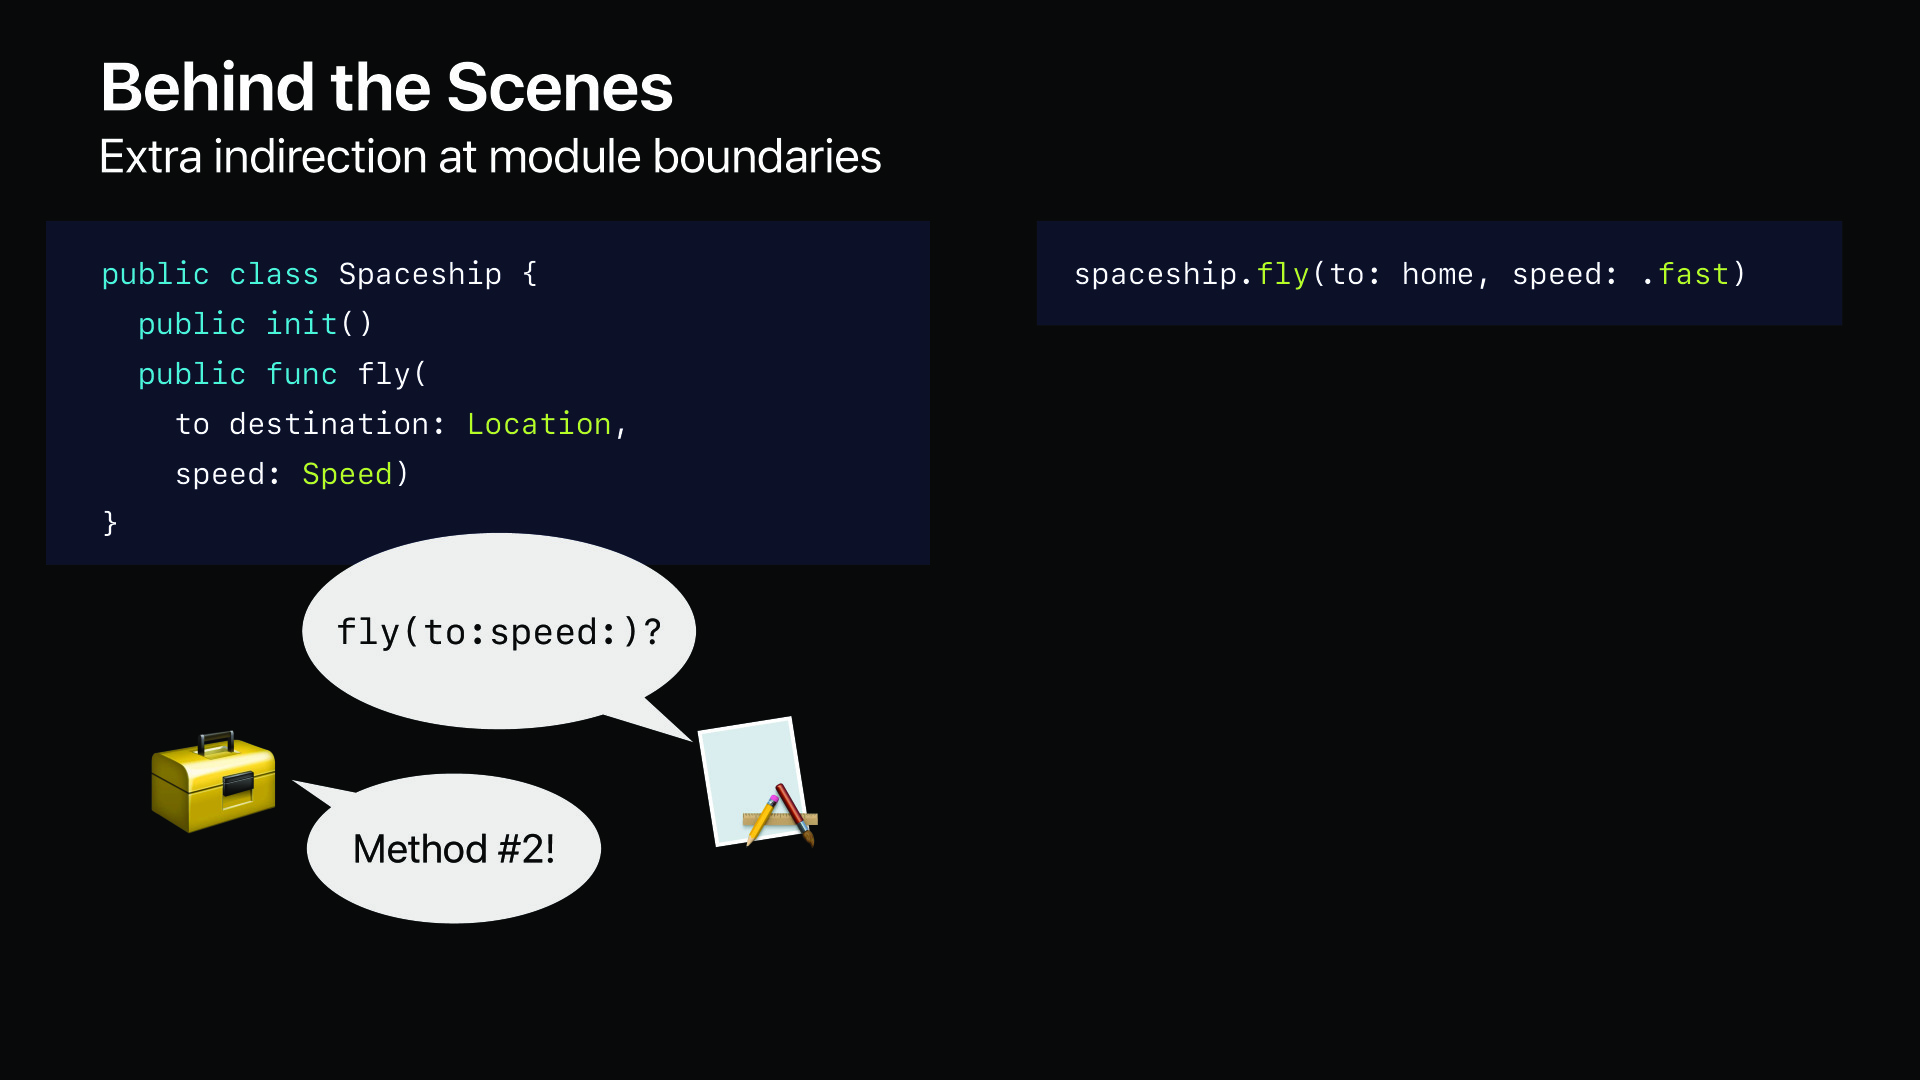 Behind the Scenes
Extra indirection at module boundaries
public class Spaceship {
  public init()
  public func fly(
    to destination: Location,
    speed: Speed)
}
spaceship.fly(to: home, speed: .fast)
fly(to:speed:)?
Method #2!